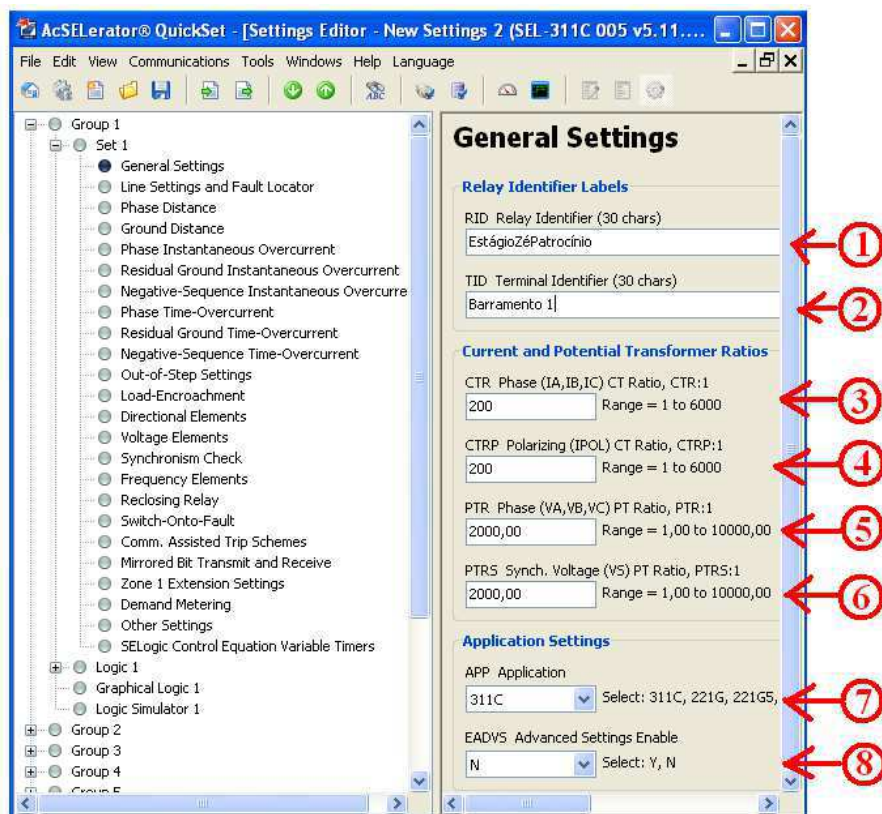 AcSELerator® QuickSet - [Settings Editor - New Settings 2 (SEL-311C 005 v5.11....
File Edit View Communications Tools Windows Help Language
Group 1
Set 1
General Settings
Line Settings and Fault Locator
Phase Distance
Ground Distance
Phase Instantaneous Overcurrent
Residual Ground Instantaneous Overcurrent
Negative-Sequence Instantaneous Overcurre
Phase Time-Overcurrent
Residual Ground Time-Overcurrent
Negative-Sequence Time-Overcurrent
Out-of-Step Settings
Load-Encroachment
Directional Elements
Voltage Elements
Synchronism Check
Frequency Elements
Reclosing Relay
Switch-Onto-Fault
Comm. Assisted Trip Schemes
Mirrored Bit Transmit and Receive
Zone 1 Extension Settings
Demand Metering
Other Settings
SELogic Control Equation Variable Timers
Logic 1
Graphical Logic 1
Logic Simulator 1
Group 2
Group 3
Group 4
General Settings
Relay Identifier Labels
RID Relay Identifier (30 chars)
EstágioZéPatrocínio
1
TID Terminal Identifier (30 chars)
Barramento 1
2
Current and Potential Transformer Ratios
CTR Phase (IA,IB,IC) CT Ratio, CTR:1
200 Range = 1 to 6000
3
CTRP Polarizing (IPOL) CT Ratio, CTRP:1
200 Range = 1 to 6000
4
PTR Phase (VA,VB,VC) PT Ratio, PTR:1
2000,00 Range = 1,00 to 10000,00
5
PTRS Synch. Voltage (VS) PT Ratio, PTRS:1
2000,00 Range = 1,00 to 10000,00
6
Application Settings
APP Application
311C Select: 311C, 221G, 221G5,
7
EADVS Advanced Settings Enable
N Select: Y, N
8